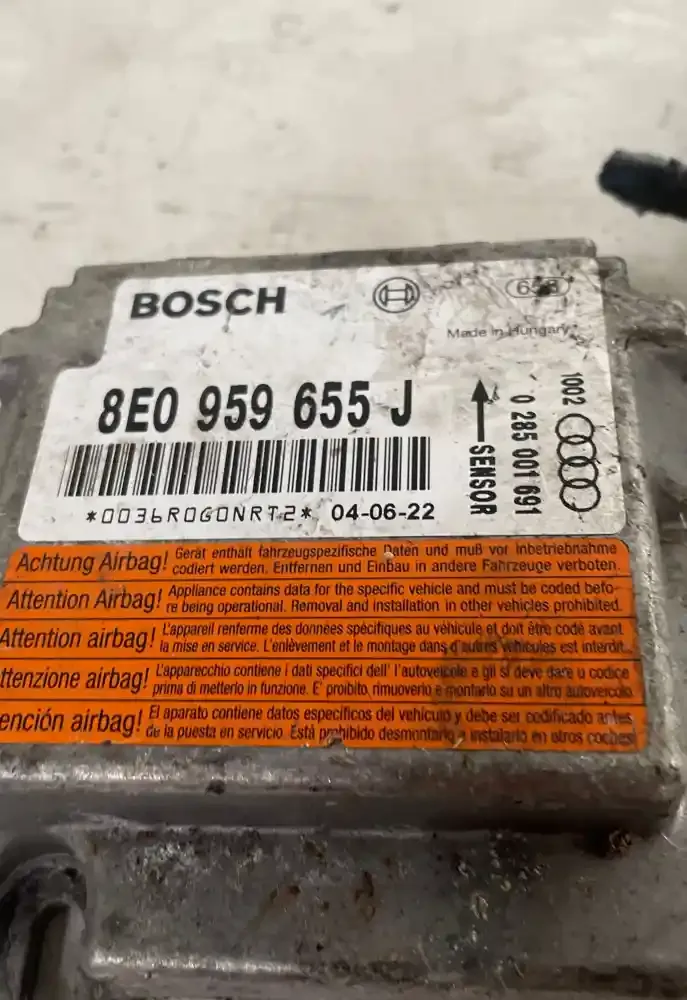 BOSCH
658
Made in Hungary
8E0 959 655 J
SENSOR
0 285 001 691
1002
*0036R0G0NRT2* 04-06-22
Achtung Airbag! Gerät enthält fahrzeugspezifische Daten und muß vor Inbetriebnahme
codiert werden. Entfernen und Einbau in andere Fahrzeuge verboten.
Attention Airbag! Appliance contains data for the specific vehicle and must be coded befo-
re being operational. Removal and installation in other vehicles prohibited.
Attention airbag! L'appareil renferme des données spécifiques au véhicule et doit être codé avant
la mise en service. L'enlèvement et le montage dans d'autres véhicules est interdit.
ttenzione airbag! L'apparecchio contiene i dati specifici dell' l'autoveicolo e gli si deve dare u codice
prima di metterlo in funzione. E' proibito, rimuoverlo e montarlo su un altro autoveicolo.
ención airbag! El aparato contiene datos específicos del vehículo y debe ser codificado antes
de la puesta en servicio. Está prohibido desmontarlo e instalarlo en otros coches